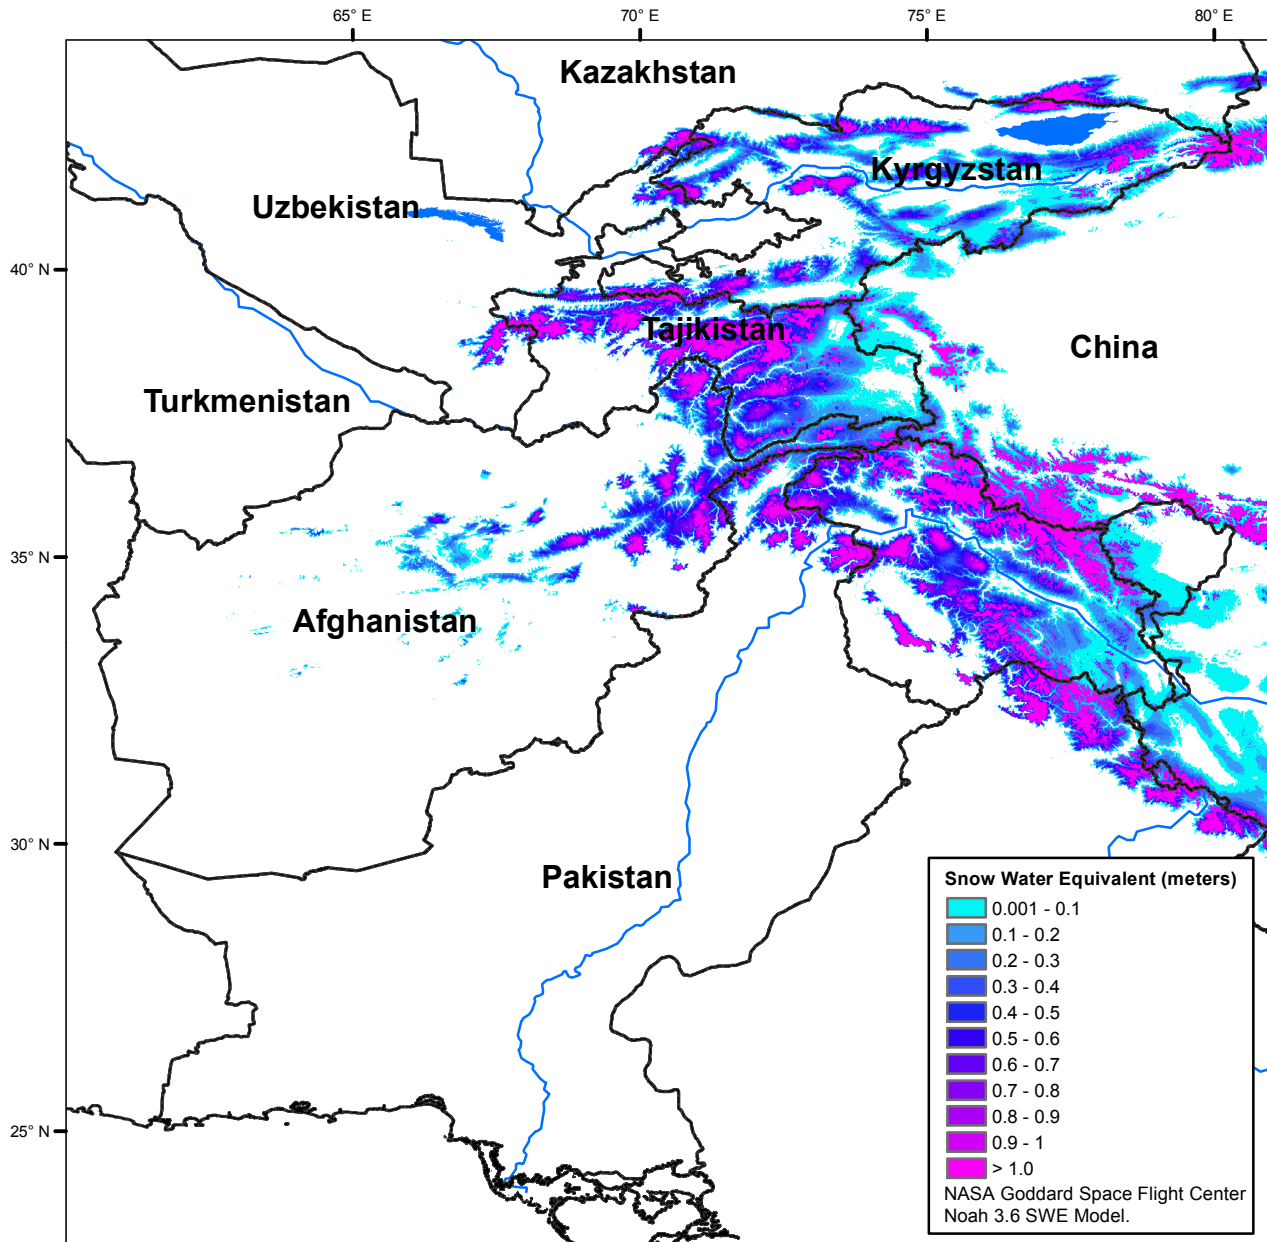 65° E
70° E
75° E
80° E
Kazakhstan
Kyrgyzstan
Uzbekistan
40° N
Tajikistan
China
Turkmenistan
35° N
Afghanistan
30° N
Pakistan
25° N
Snow Water Equivalent (meters)
0.001 - 0.1
0.1 - 0.2
0.2 - 0.3
0.3 - 0.4
0.4 - 0.5
0.5 - 0.6
0.6 - 0.7
0.7 - 0.8
0.8 - 0.9
0.9 - 1
> 1.0
NASA Goddard Space Flight Center
Noah 3.6 SWE Model.